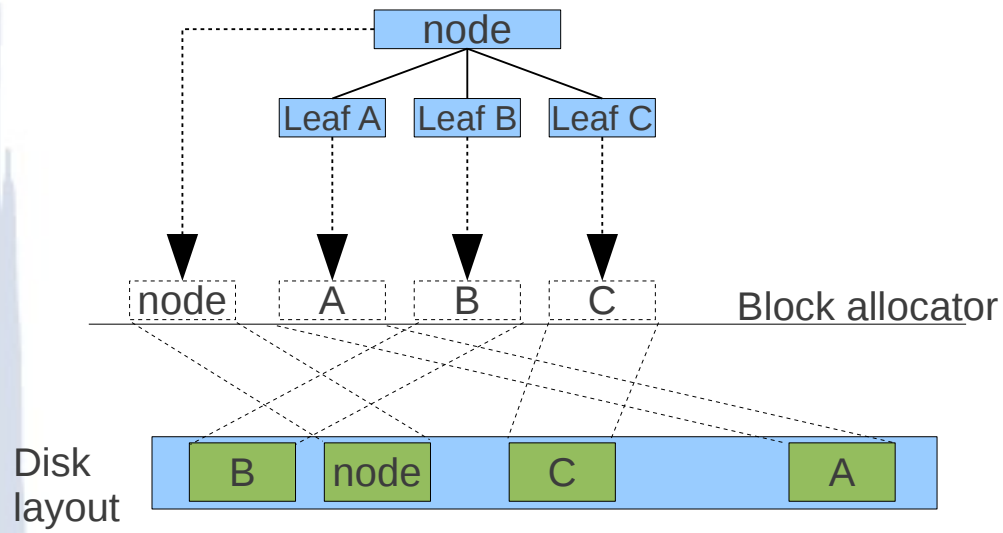 node
Leaf A
Leaf B
Leaf C
node
A
B
C
Block allocator
Disk
layout
B
node
C
A